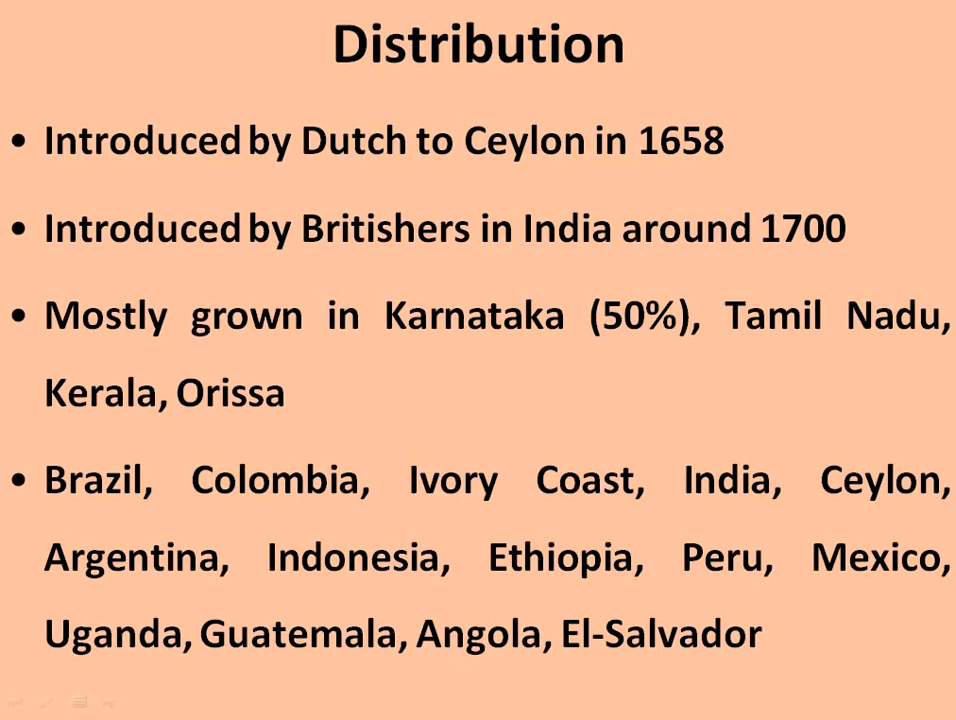 Distribution
• Introduced by Dutch to Ceylon in 1658
• Introduced by Britishers in India around 1700
• Mostly grown in Karnataka (50%), Tamil Nadu,
Kerala, Orissa
• Brazil, Colombia, Ivory Coast, India, Ceylon,
Argentina, Indonesia, Ethiopia, Peru, Mexico,
Uganda, Guatemala, Angola, El-Salvador